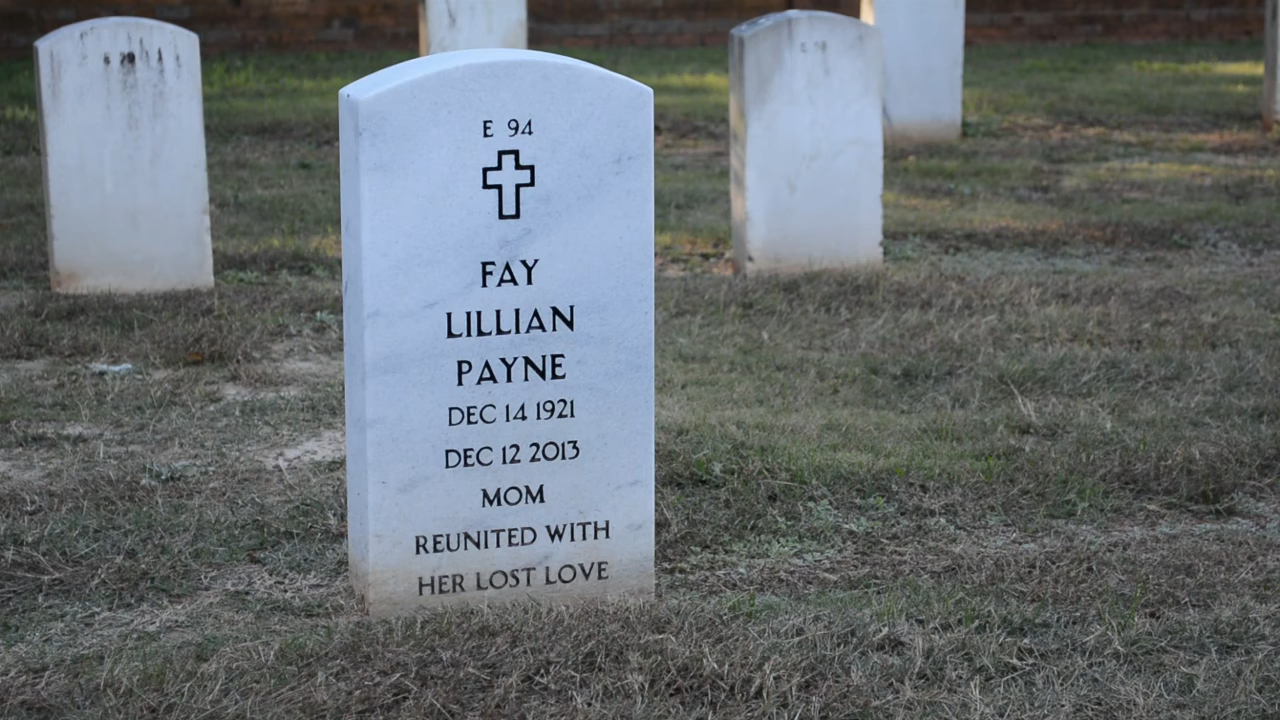 E 94
FAY
LILLIAN
PAYNE
DEC 14 1921
DEC 12 2013
MOM
REUNITED WITH
HER LOST LOVE